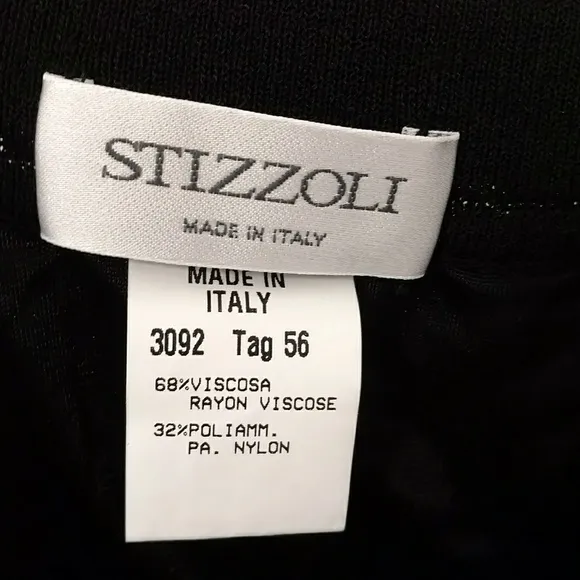 STIZZOLI
MADE IN ITALY
MADE IN
ITALY
3092 Tag 56
68%VISCOSA
RAYON VISCOSE
32%POLIAMM.
PA. NYLON